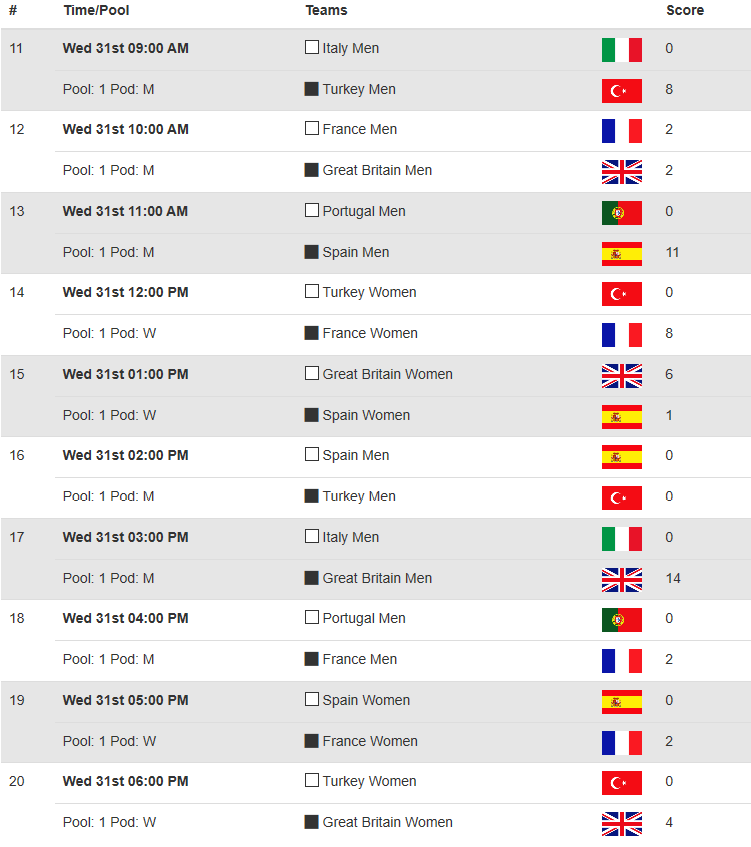 # Time/Pool Teams Score
11 Wed 31st 09:00 AM Italy Men 0
Pool: 1 Pod: M Turkey Men 8
12 Wed 31st 10:00 AM France Men 2
Pool: 1 Pod: M Great Britain Men 2
13 Wed 31st 11:00 AM Portugal Men 0
Pool: 1 Pod: M Spain Men 11
14 Wed 31st 12:00 PM Turkey Women 0
Pool: 1 Pod: W France Women 8
15 Wed 31st 01:00 PM Great Britain Women 6
Pool: 1 Pod: W Spain Women 1
16 Wed 31st 02:00 PM Spain Men 0
Pool: 1 Pod: M Turkey Men 0
17 Wed 31st 03:00 PM Italy Men 0
Pool: 1 Pod: M Great Britain Men 14
18 Wed 31st 04:00 PM Portugal Men 0
Pool: 1 Pod: M France Men 2
19 Wed 31st 05:00 PM Spain Women 0
Pool: 1 Pod: W France Women 2
20 Wed 31st 06:00 PM Turkey Women 0
Pool: 1 Pod: W Great Britain Women 4